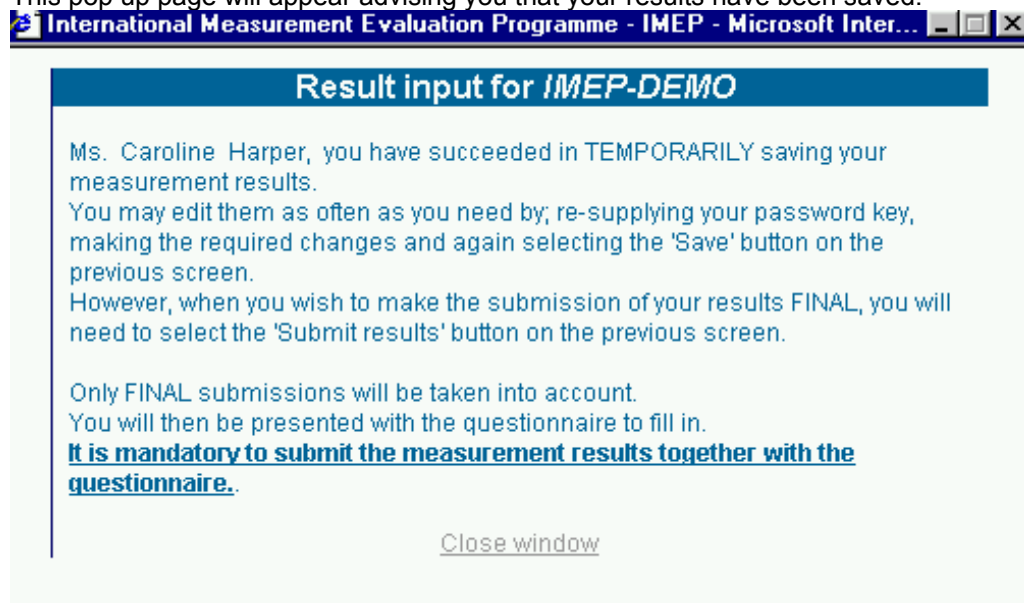 This pop up page will appear advising you that your results have been saved.
International Measurement Evaluation Programme - IMEP - Microsoft Inter...
Result input for IMEP-DEMO
Ms. Caroline Harper, you have succeeded in TEMPORARILY saving your
measurement results.
You may edit them as often as you need by; re-supplying your password key,
making the required changes and again selecting the 'Save' button on the
previous screen.
However, when you wish to make the submission of your results FINAL, you will
need to select the 'Submit results' button on the previous screen.
Only FINAL submissions will be taken into account.
You will then be presented with the questionnaire to fill in.
It is mandatory to submit the measurement results together with the
questionnaire..
Close window